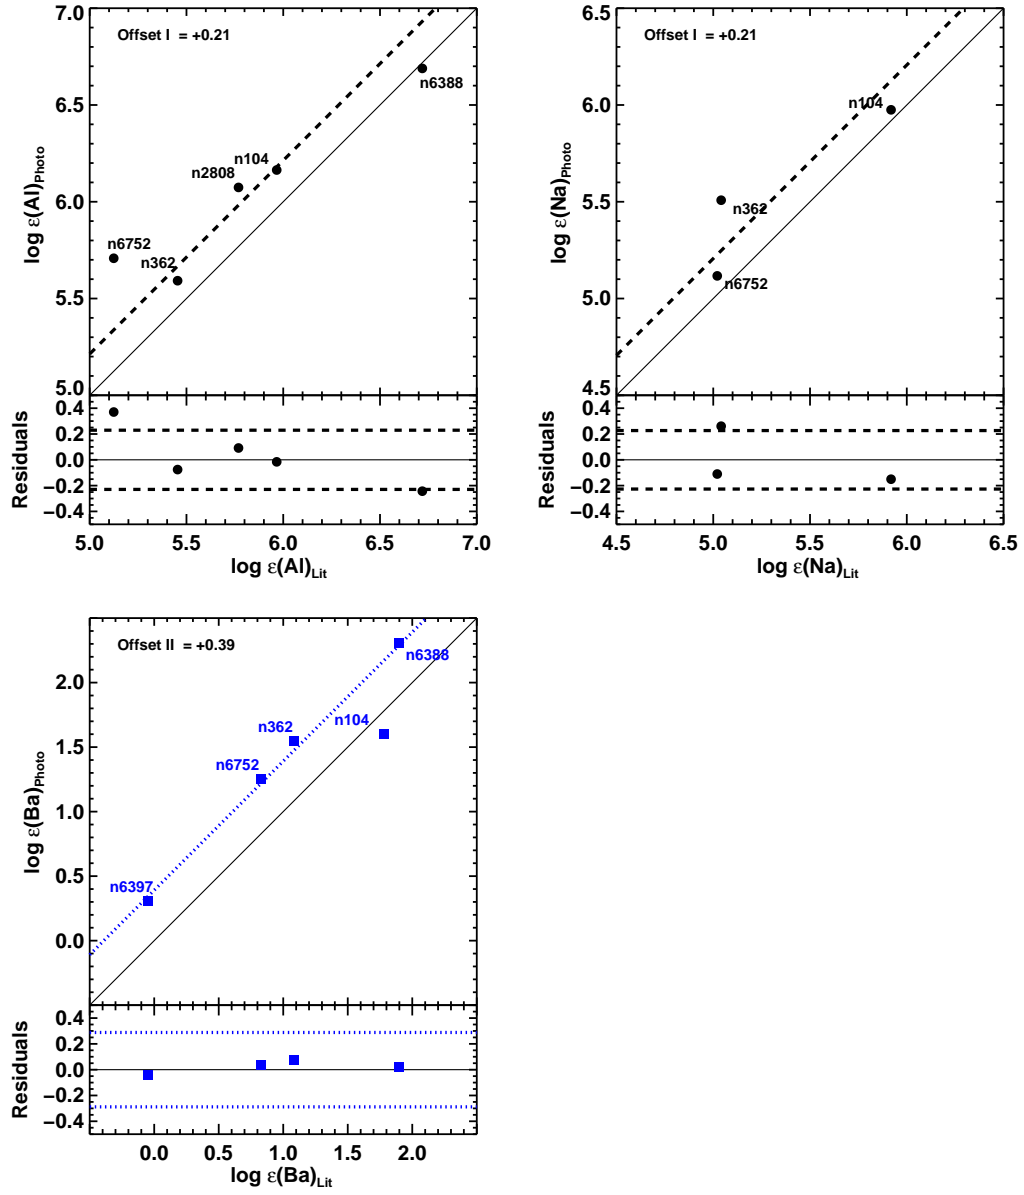 7.0
Offset I = +0.21
n6388
6.5
n104
n2808
log ε(Al)Photo
6.0
n6752
n362
5.5
5.0
0.4
0.2
0.0
−0.2
−0.4
Residuals
5.0 5.5 6.0 6.5 7.0
log ε(Al)Lit
6.5
Offset I = +0.21
n104
6.0
log ε(Na)Photo
5.5
n362
n6752
5.0
4.5
0.4
0.2
0.0
−0.2
−0.4
Residuals
4.5 5.0 5.5 6.0 6.5
log ε(Na)Lit
Offset II = +0.39
n6388
2.0
n362
n104
1.5
n6752
log ε(Ba)Photo
1.0
n6397
0.5
0.0
0.4
0.2
0.0
−0.2
−0.4
Residuals
0.0 0.5 1.0 1.5 2.0
log ε(Ba)Lit